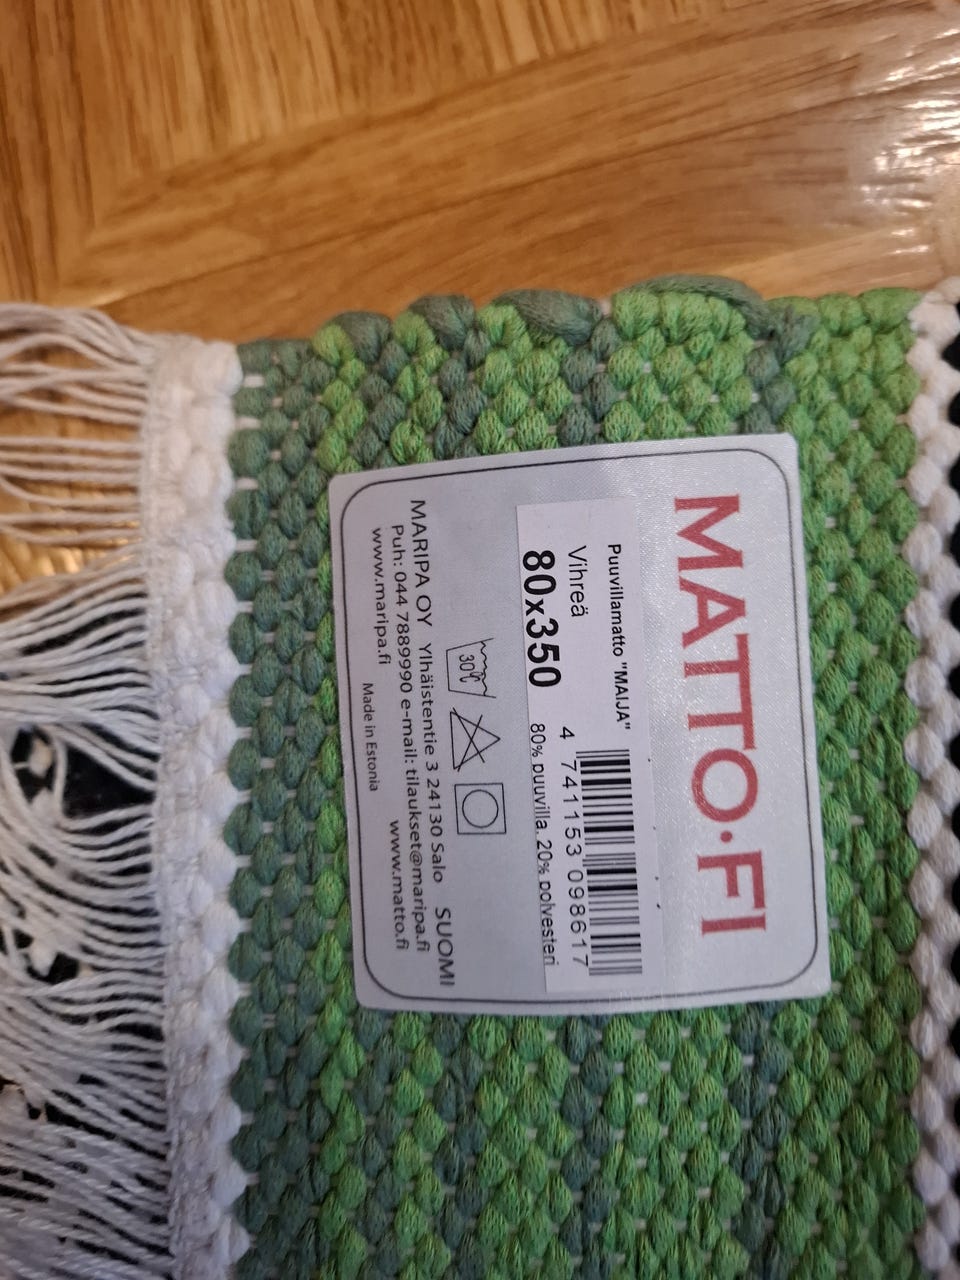 MATTO.FI
Puuvillamatto "MAIJA"
Vihreä
80x350
4 741153 098617
80% puuvilla, 20% polyesteri
30°C
MARIPA OY Ylhäistentie 3 24130 Salo SUOMI
Puh: 044 7889990 e-mail: tilaukset@maripa.fi
www.maripa.fi www.matto.fi
Made in Estonia